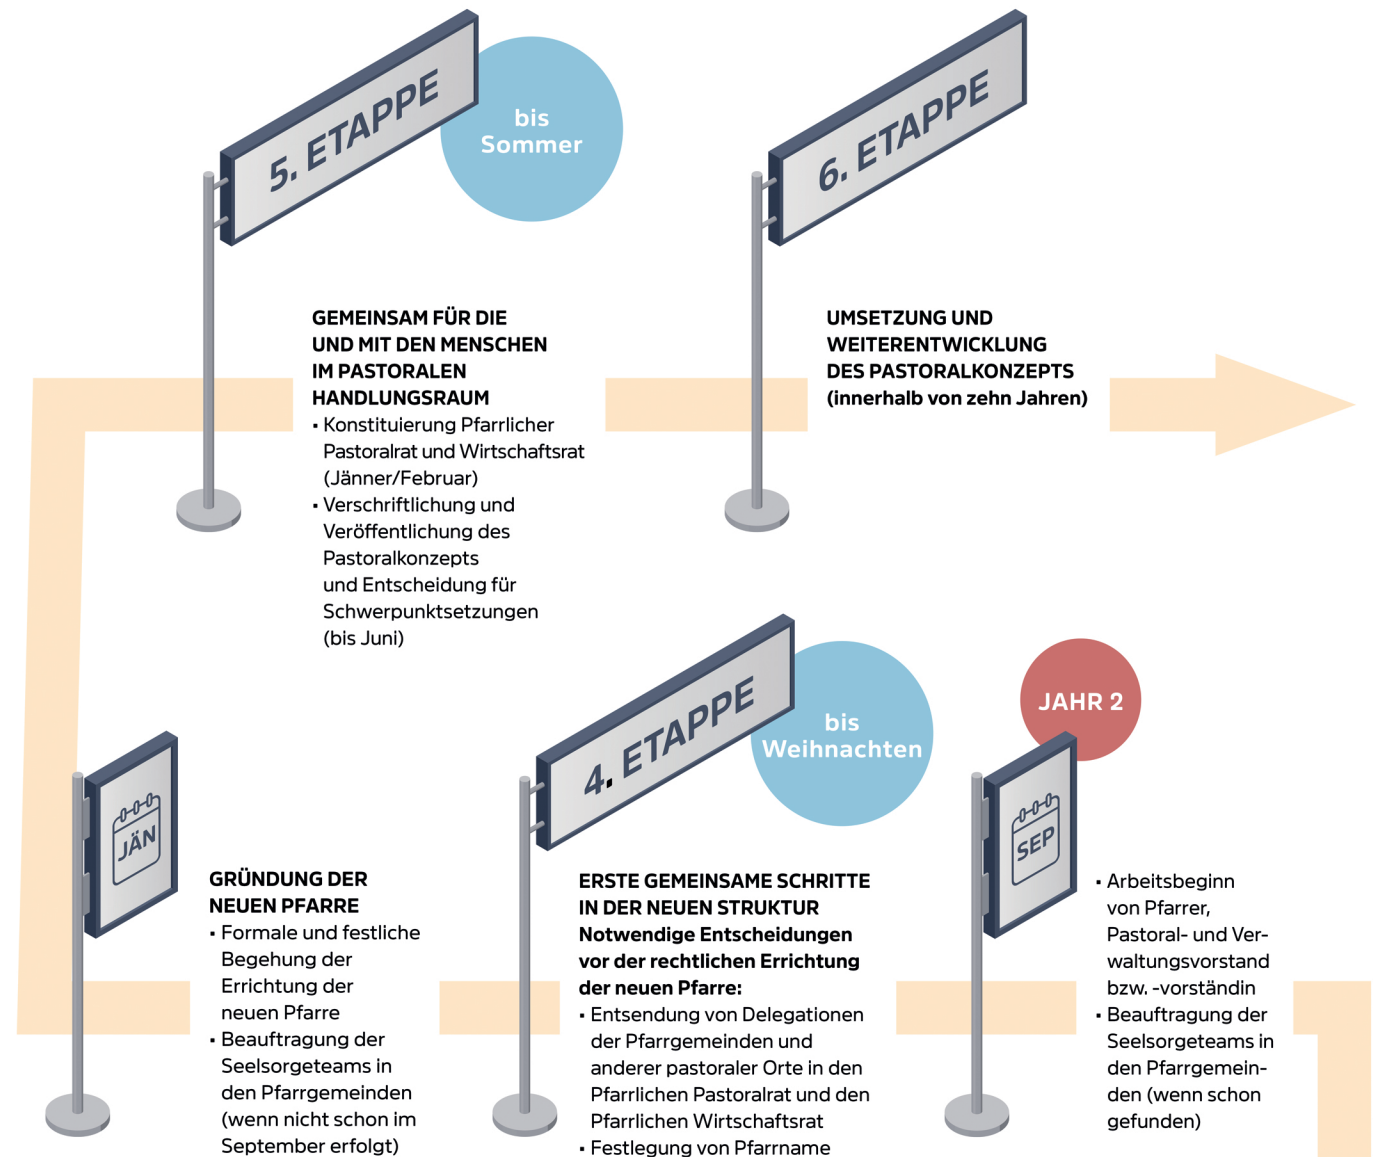 5. ETAPPE
bis
Sommer
GEMEINSAM FÜR DIE
UND MIT DEN MENSCHEN
IM PASTORALEN
HANDLUNGSRAUM
▪ Konstituierung Pfarrlicher
Pastoralrat und Wirtschaftsrat
(Jänner/Februar)
▪ Verschriftlichung und
Veröffentlichung des
Pastoralkonzepts
und Entscheidung für
Schwerpunktsetzungen
(bis Juni)
6. ETAPPE
UMSETZUNG UND
WEITERENTWICKLUNG
DES PASTORALKONZEPTS
(innerhalb von zehn Jahren)
JÄN
GRÜNDUNG DER
NEUEN PFARRE
▪ Formale und festliche
Begehung der
Errichtung der
neuen Pfarre
▪ Beauftragung der
Seelsorgeteams in
den Pfarrgemeinden
(wenn nicht schon im
September erfolgt)
4. ETAPPE
bis
Weihnachten
ERSTE GEMEINSAME SCHRITTE
IN DER NEUEN STRUKTUR
Notwendige Entscheidungen
vor der rechtlichen Errichtung
der neuen Pfarre:
▪ Entsendung von Delegationen
der Pfarrgemeinden und
anderer pastoraler Orte in den
Pfarrlichen Pastoralrat und den
Pfarrlichen Wirtschaftsrat
▪ Festlegung von Pfarrname
JAHR 2
SEP
▪ Arbeitsbeginn
von Pfarrer,
Pastoral- und Ver-
waltungsvorstand
bzw. -vorständin
▪ Beauftragung der
Seelsorgeteams in
den Pfarrgemein-
den (wenn schon
gefunden)